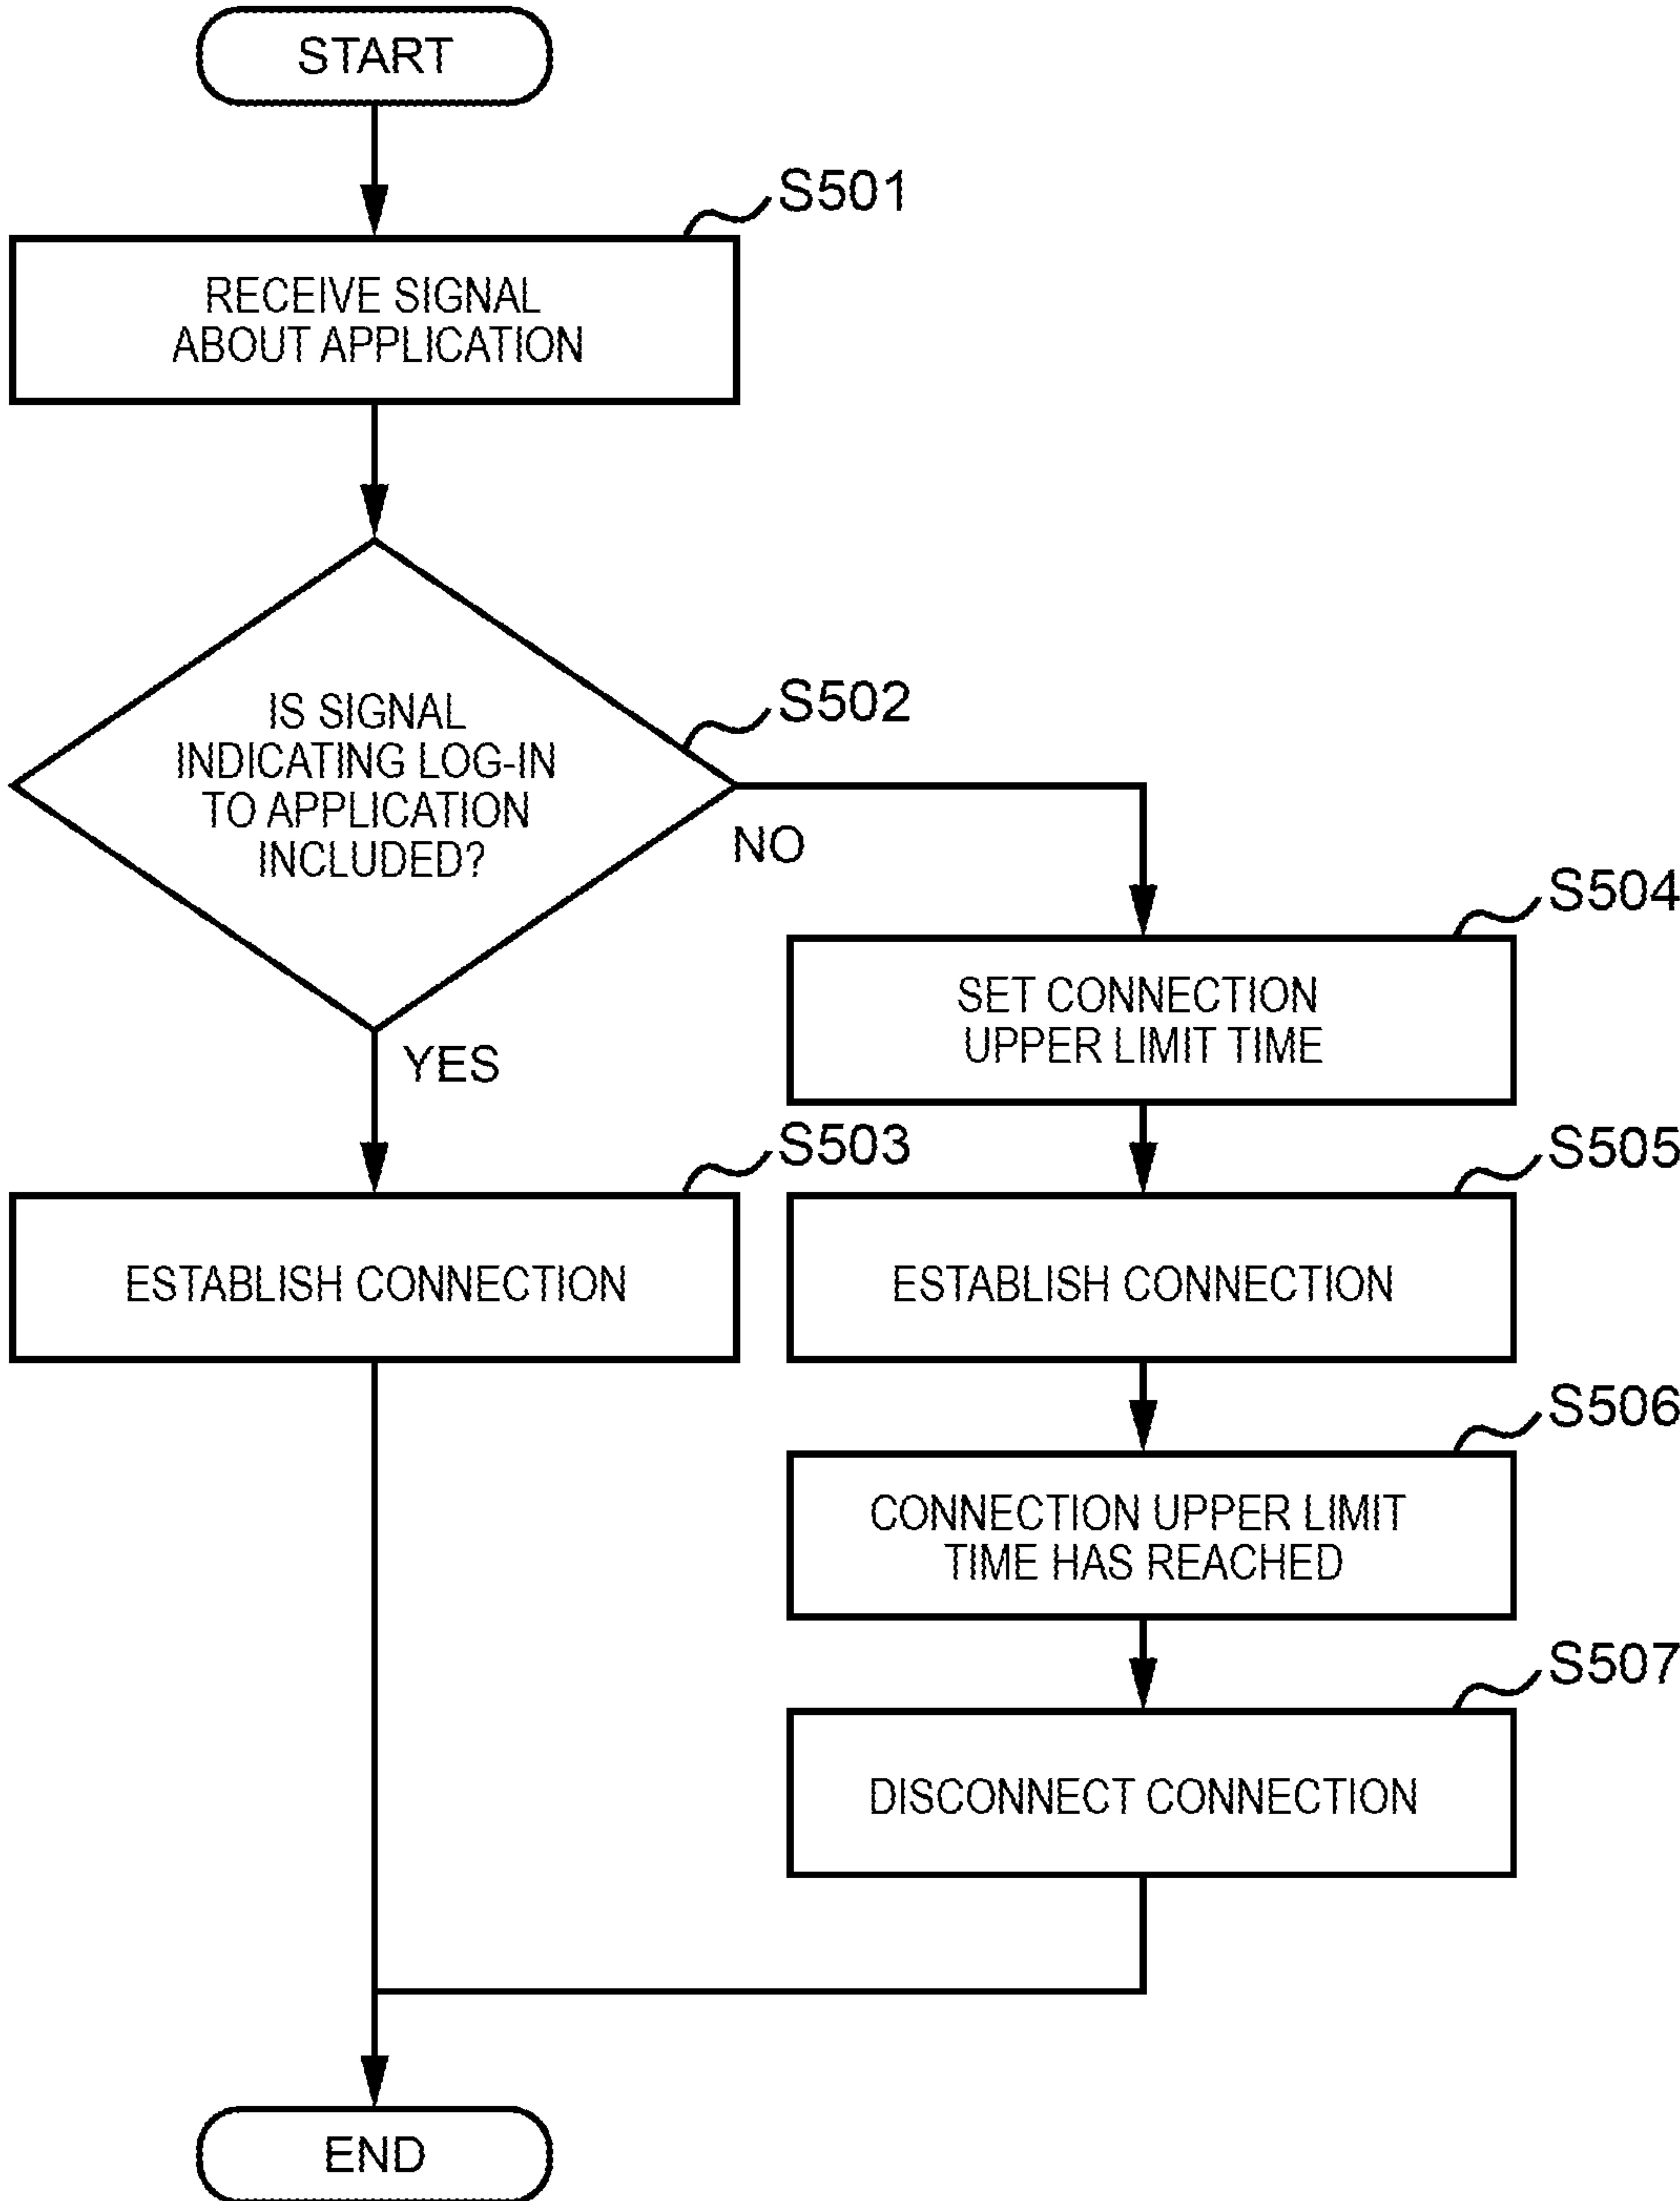 START
S501
RECEIVE SIGNAL
ABOUT APPLICATION
S502
IS SIGNAL
INDICATING LOG-IN
TO APPLICATION
INCLUDED?
NO
YES
S503
ESTABLISH CONNECTION
S504
SET CONNECTION
UPPER LIMIT TIME
S505
ESTABLISH CONNECTION
S506
CONNECTION UPPER LIMIT
TIME HAS REACHED
S507
DISCONNECT CONNECTION
END